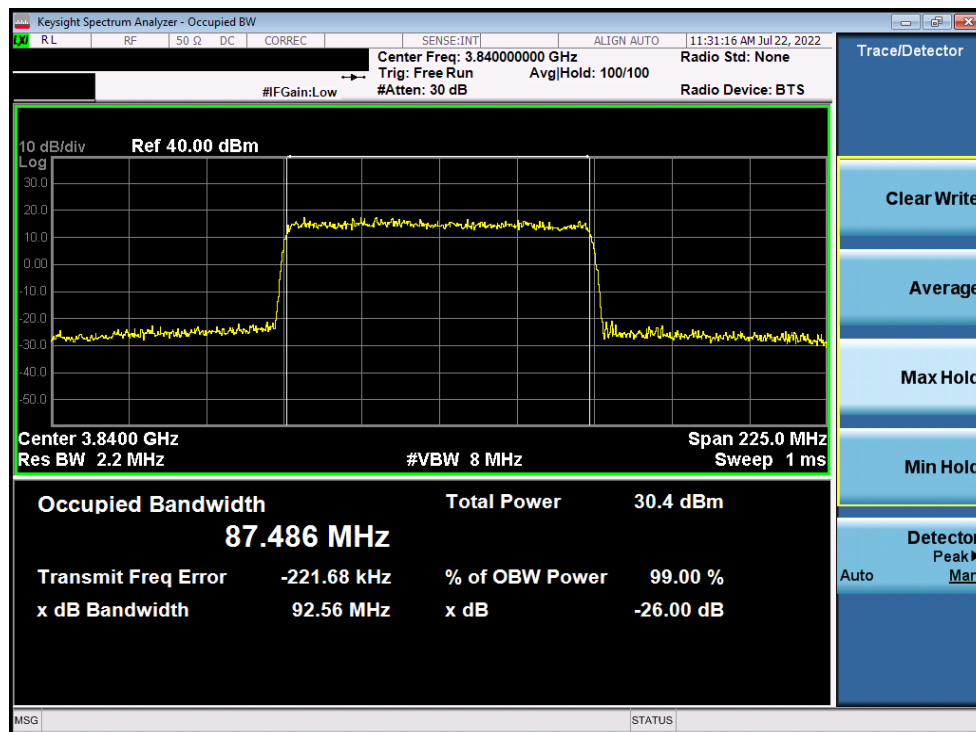 Keysight Spectrum Analyzer - Occupied BW
LXI RL RF 50 Ω DC CORREC SENSE:INT ALIGN AUTO 11:31:16 AM Jul 22, 2022
Center Freq: 3.840000000 GHz Radio Std: None
Trig: Free Run Avg|Hold: 100/100
#IFGain:Low #Atten: 30 dB Radio Device: BTS
Trace/Detector
10 dB/div Ref 40.00 dBm
Log
30.0
20.0
10.0
0.00
-10.0
-20.0
-30.0
-40.0
-50.0
Center 3.8400 GHz Span 225.0 MHz
Res BW 2.2 MHz #VBW 8 MHz Sweep 1 ms
Occupied Bandwidth Total Power 30.4 dBm
87.486 MHz
Transmit Freq Error -221.68 kHz % of OBW Power 99.00 %
x dB Bandwidth 92.56 MHz x dB -26.00 dB
Clear Write
Average
Max Hold
Min Hold
Detector
Peak
Auto Man
MSG STATUS